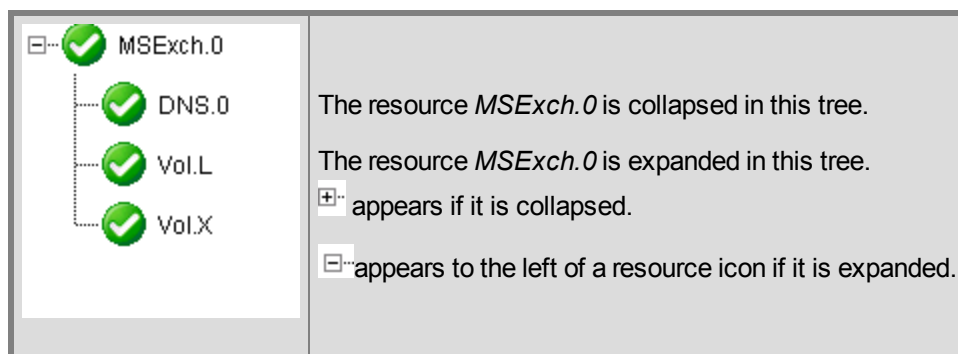 MSExch.0
DNS.0
Vol.L
Vol.X
The resource MSExch.0 is collapsed in this tree.
The resource MSExch.0 is expanded in this tree.
appears if it is collapsed.
appears to the left of a resource icon if it is expanded.